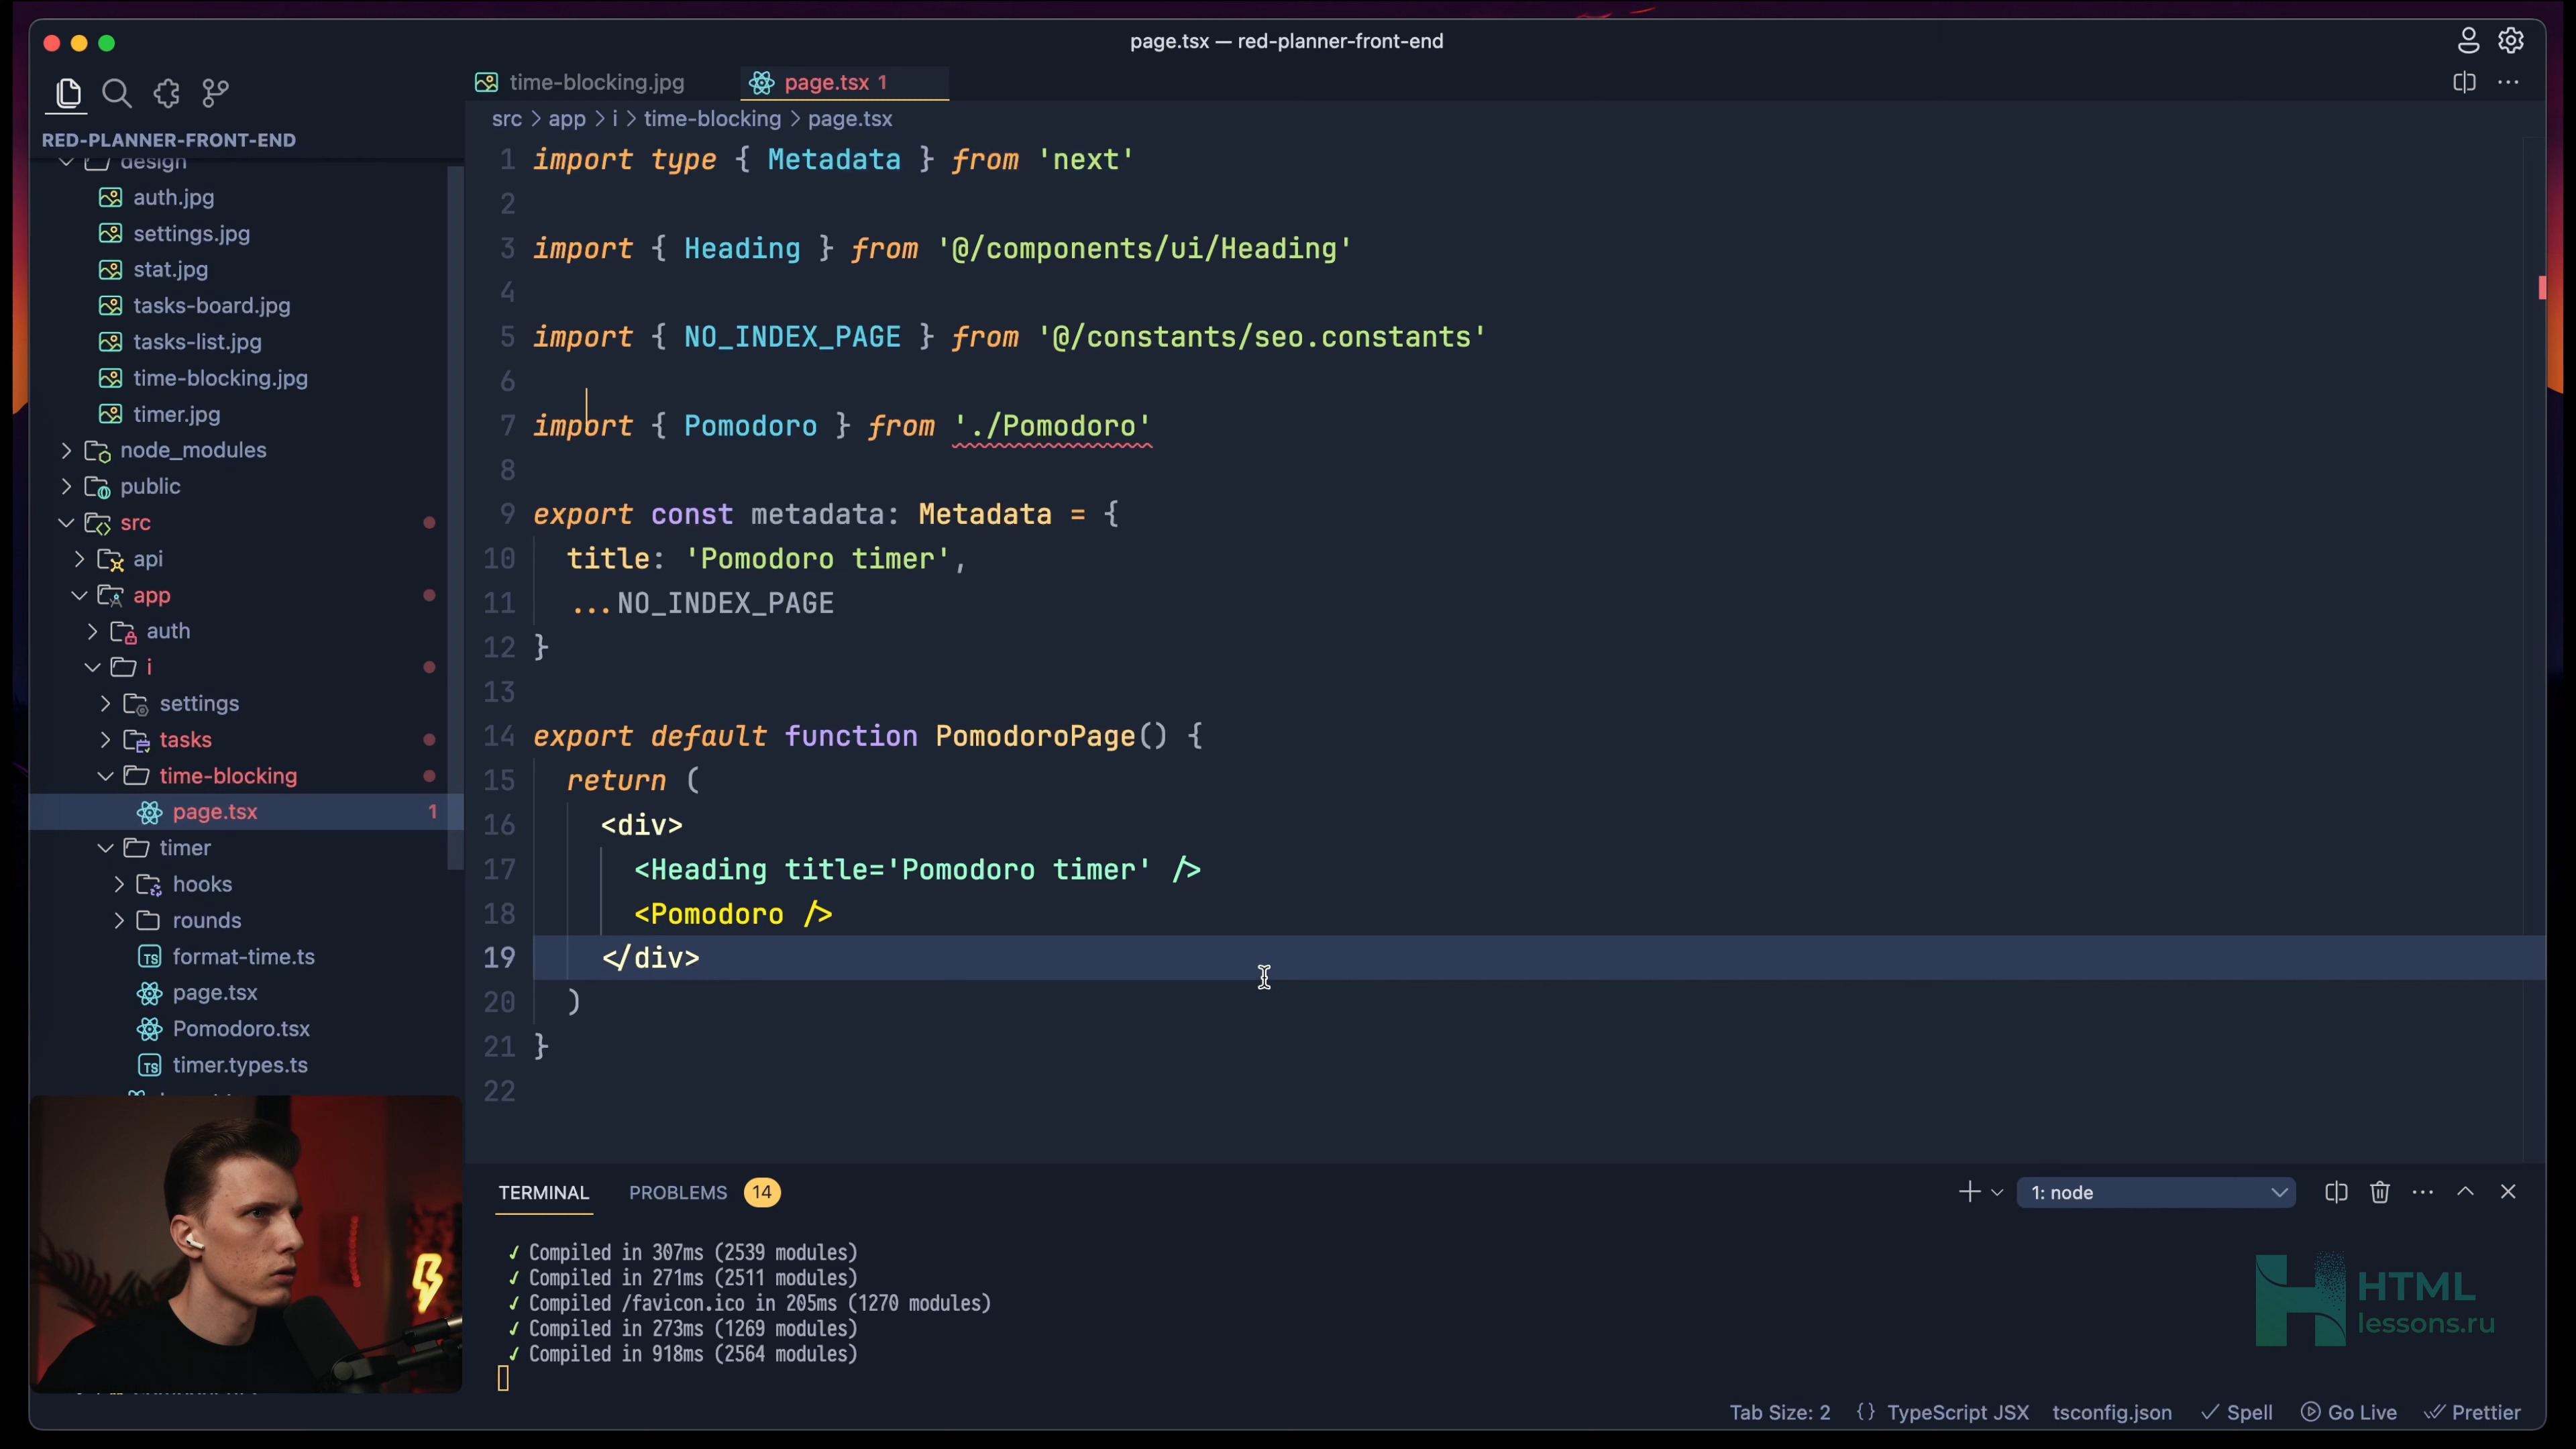 page.tsx — red-planner-front-end
RED-PLANNER-FRONT-END
design
auth.jpg
settings.jpg
stat.jpg
tasks-board.jpg
tasks-list.jpg
time-blocking.jpg
timer.jpg
node_modules
public
src
api
app
auth
i
settings
tasks
time-blocking
page.tsx 1
timer
hooks
rounds
format-time.ts
page.tsx
Pomodoro.tsx
timer.types.ts
time-blocking.jpg
page.tsx 1
src > app > i > time-blocking > page.tsx
1 import type { Metadata } from 'next'
2
3 import { Heading } from '@/components/ui/Heading'
4
5 import { NO_INDEX_PAGE } from '@/constants/seo.constants'
6
7 import { Pomodoro } from './Pomodoro'
8
9 export const metadata: Metadata = {
10 title: 'Pomodoro timer',
11 ...NO_INDEX_PAGE
12 }
13
14 export default function PomodoroPage() {
15 return (
16 <div>
17 <Heading title='Pomodoro timer' />
18 <Pomodoro />
19 </div>
20 )
21 }
22
TERMINAL PROBLEMS 14
1: node
✓ Compiled in 307ms (2539 modules)
✓ Compiled in 271ms (2511 modules)
✓ Compiled /favicon.ico in 205ms (1270 modules)
✓ Compiled in 273ms (1269 modules)
✓ Compiled in 918ms (2564 modules)
HTML
lessons.ru
Tab Size: 2 {} TypeScript JSX tsconfig.json ✓ Spell Go Live Prettier